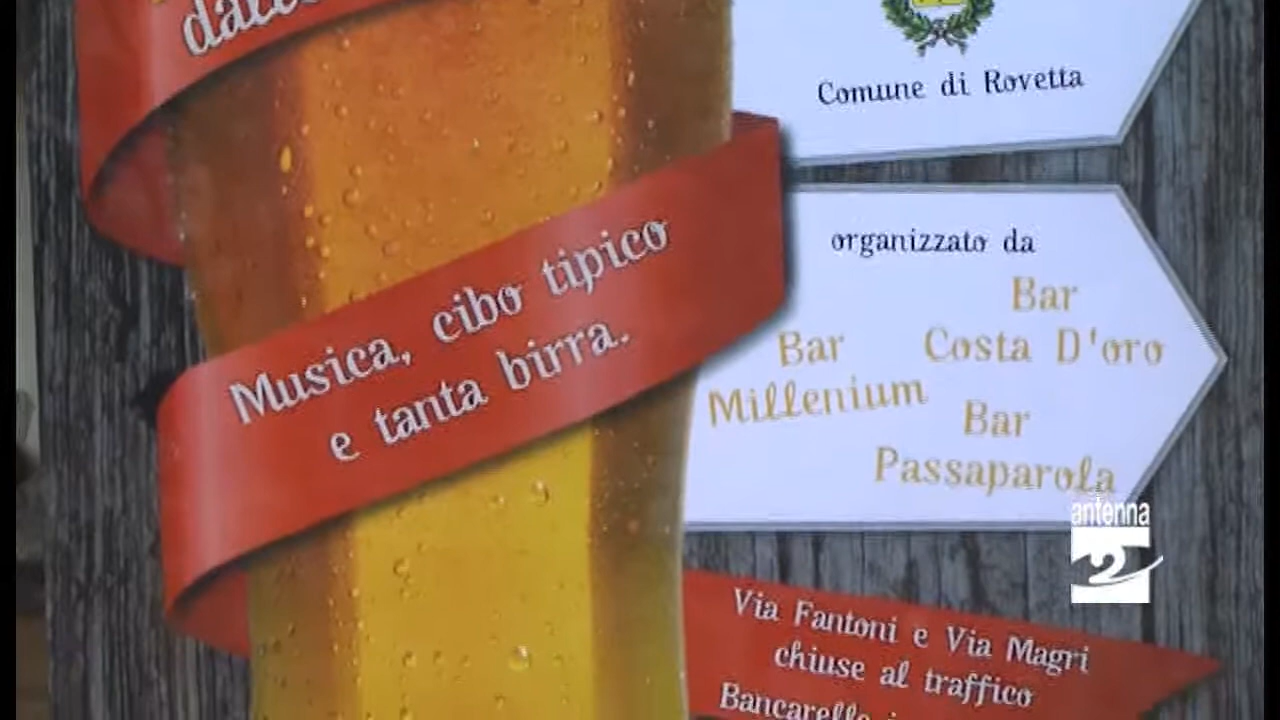 Comune di Rovetta
Musica, cibo tipico
e tanta birra.
organizzato da
Bar
Costa D'oro
Bar
Millenium
Bar
Passaparola
antenna
2
Via Fantoni e Via Magri
chiuse al traffico